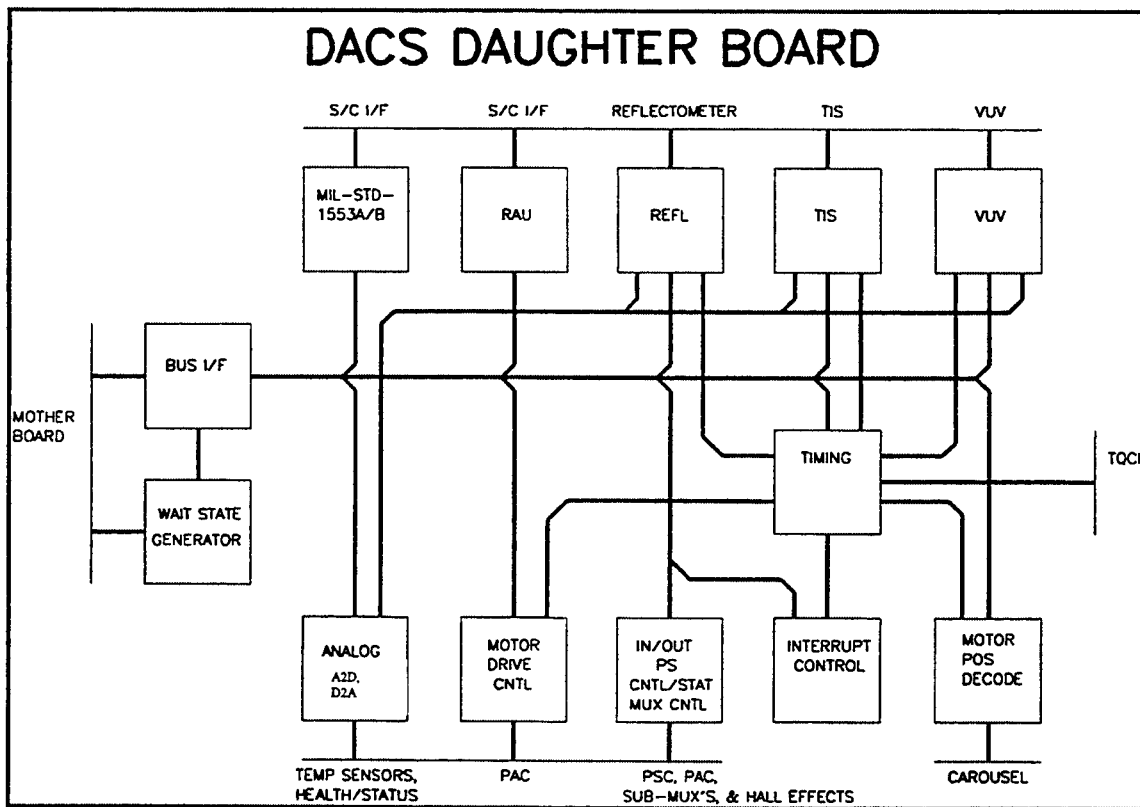 DACS DAUGHTER BOARD
S/C I/F
S/C I/F
REFLECTOMETER
TIS
VUV
MIL-STD-
1553A/B
RAU
REFL
TIS
VUV
BUS I/F
MOTHER
BOARD
WAIT STATE
GENERATOR
TIMING
ANALOG
A2D,
D2A
MOTOR
DRIVE
CNTL
IN/OUT
PS
CNTL/STAT
MUX CNTL
INTERRUPT
CONTROL
MOTOR
POS
DECODE
TEMP SENSORS,
HEALTH/STATUS
PAC
PSC, PAC,
SUB-MUX'S, & HALL EFFECTS
CAROUSEL